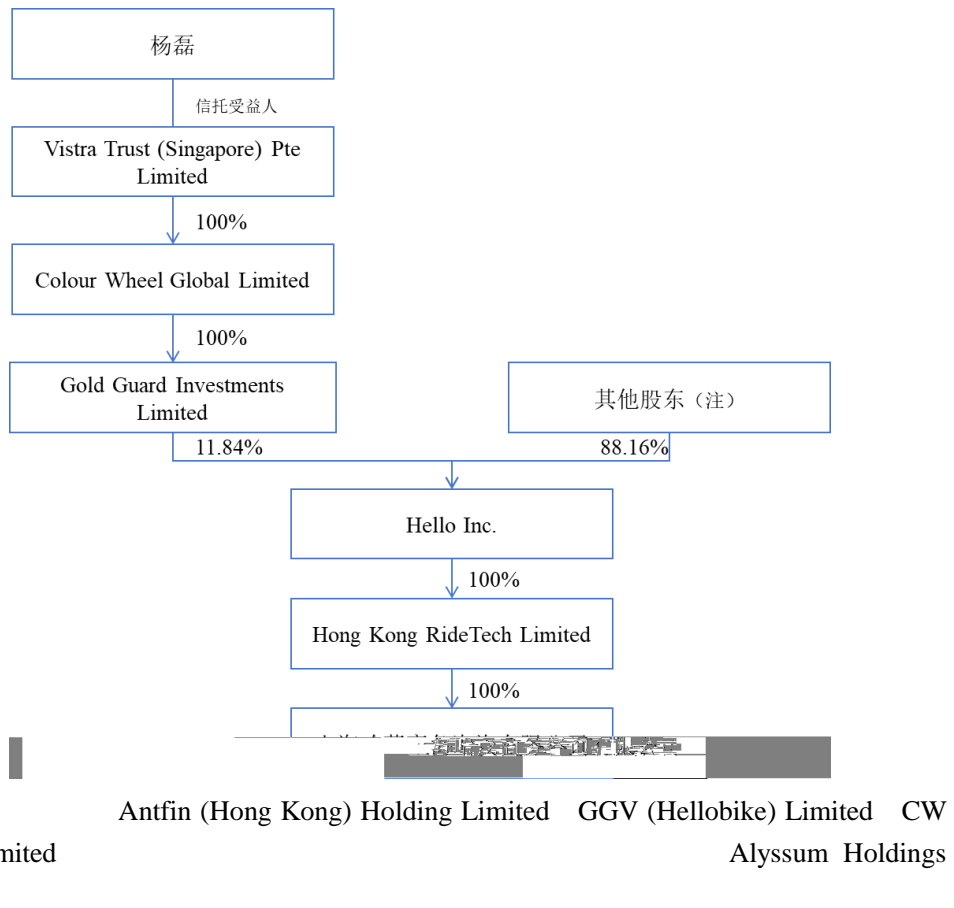 杨磊
信托受益人
Vistra Trust (Singapore) Pte
Limited
100%
Colour Wheel Global Limited
100%
Gold Guard Investments
Limited
其他股东（注）
11.84%
88.16%
Hello Inc.
100%
Hong Kong RideTech Limited
100%
Antfin (Hong Kong) Holding Limited GGV (Hellobike) Limited CW
mited Alyssum Holdings